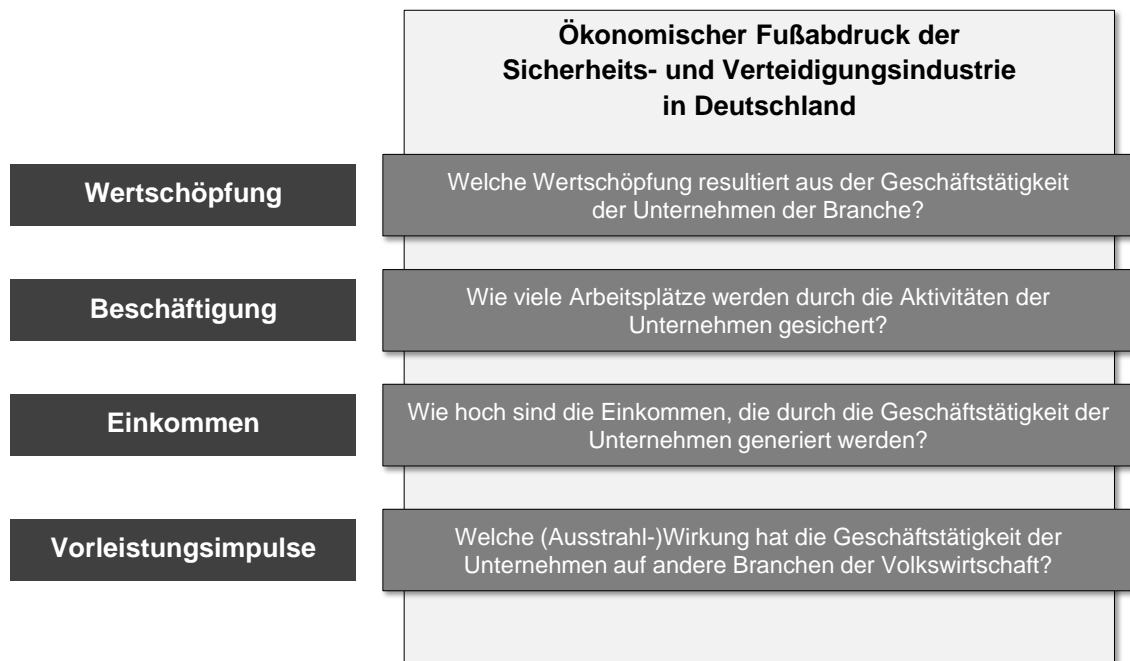 Ökonomischer Fußabdruck der
Sicherheits- und Verteidigungsindustrie
in Deutschland
Wertschöpfung
Welche Wertschöpfung resultiert aus der Geschäftstätigkeit
der Unternehmen der Branche?
Beschäftigung
Wie viele Arbeitsplätze werden durch die Aktivitäten der
Unternehmen gesichert?
Einkommen
Wie hoch sind die Einkommen, die durch die Geschäftstätigkeit der
Unternehmen generiert werden?
Vorleistungsimpulse
Welche (Ausstrahl-)Wirkung hat die Geschäftstätigkeit der
Unternehmen auf andere Branchen der Volkswirtschaft?